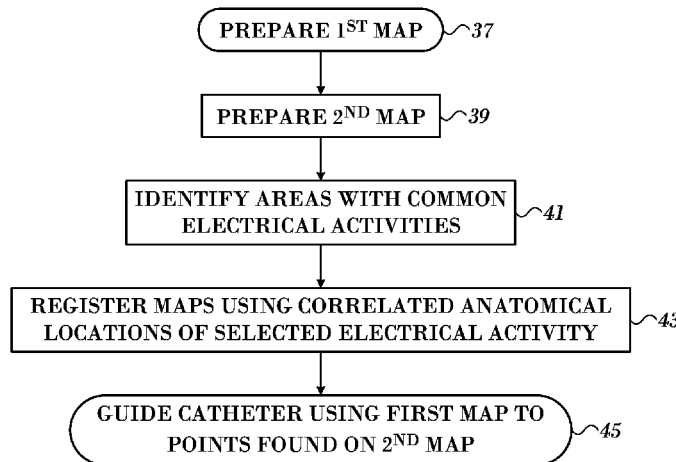 PREPARE 1ST MAP 37
PREPARE 2ND MAP 39
IDENTIFY AREAS WITH COMMON
ELECTRICAL ACTIVITIES 41
REGISTER MAPS USING CORRELATED ANATOMICAL
LOCATIONS OF SELECTED ELECTRICAL ACTIVITY 43
GUIDE CATHETER USING FIRST MAP TO
POINTS FOUND ON 2ND MAP 45